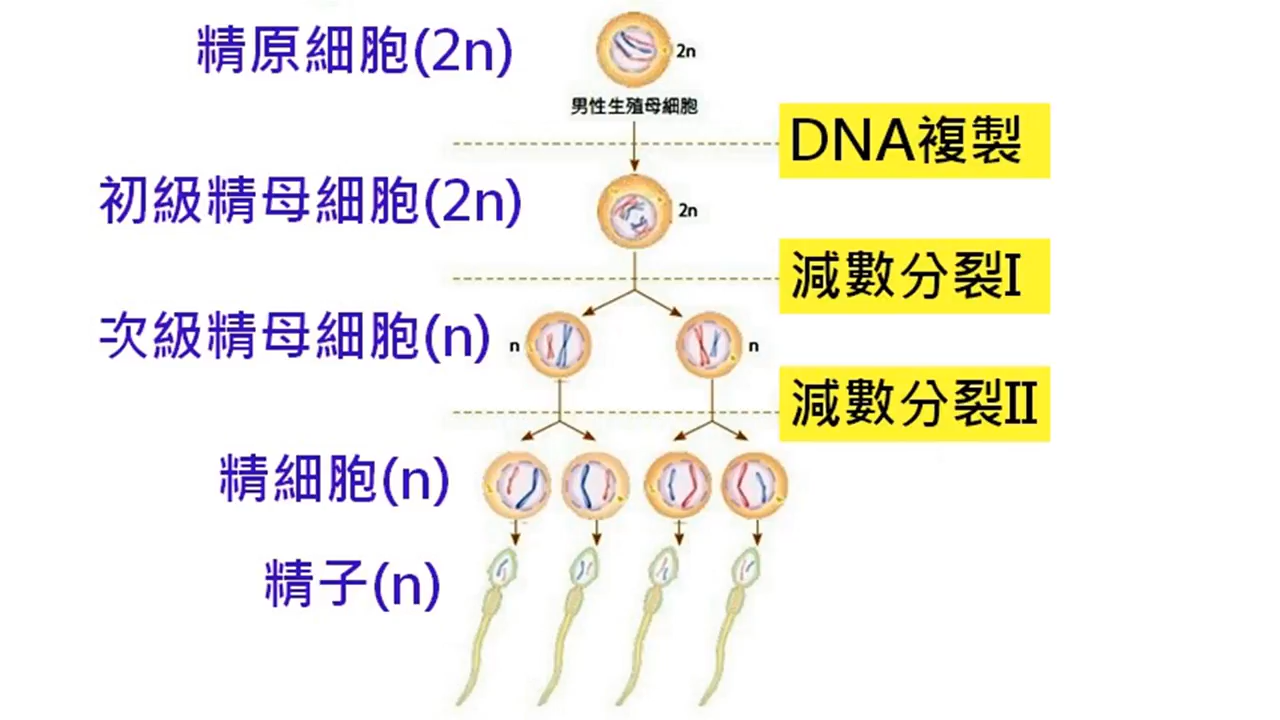 精原細胞(2n)
2n
男性生殖母細胞
DNA複製
初級精母細胞(2n)
2n
減數分裂I
次級精母細胞(n)
n
n
減數分裂II
精細胞(n)
精子(n)